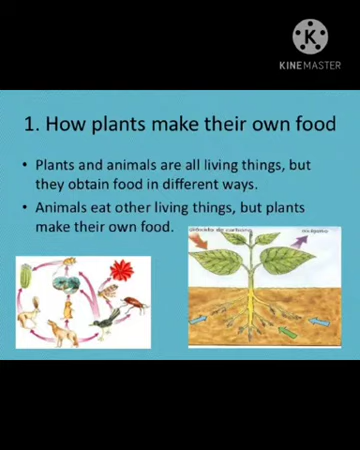 K
KINEMASTER
1. How plants make their own food
• Plants and animals are all living things, but
they obtain food in different ways.
• Animals eat other living things, but plants
make their own food.